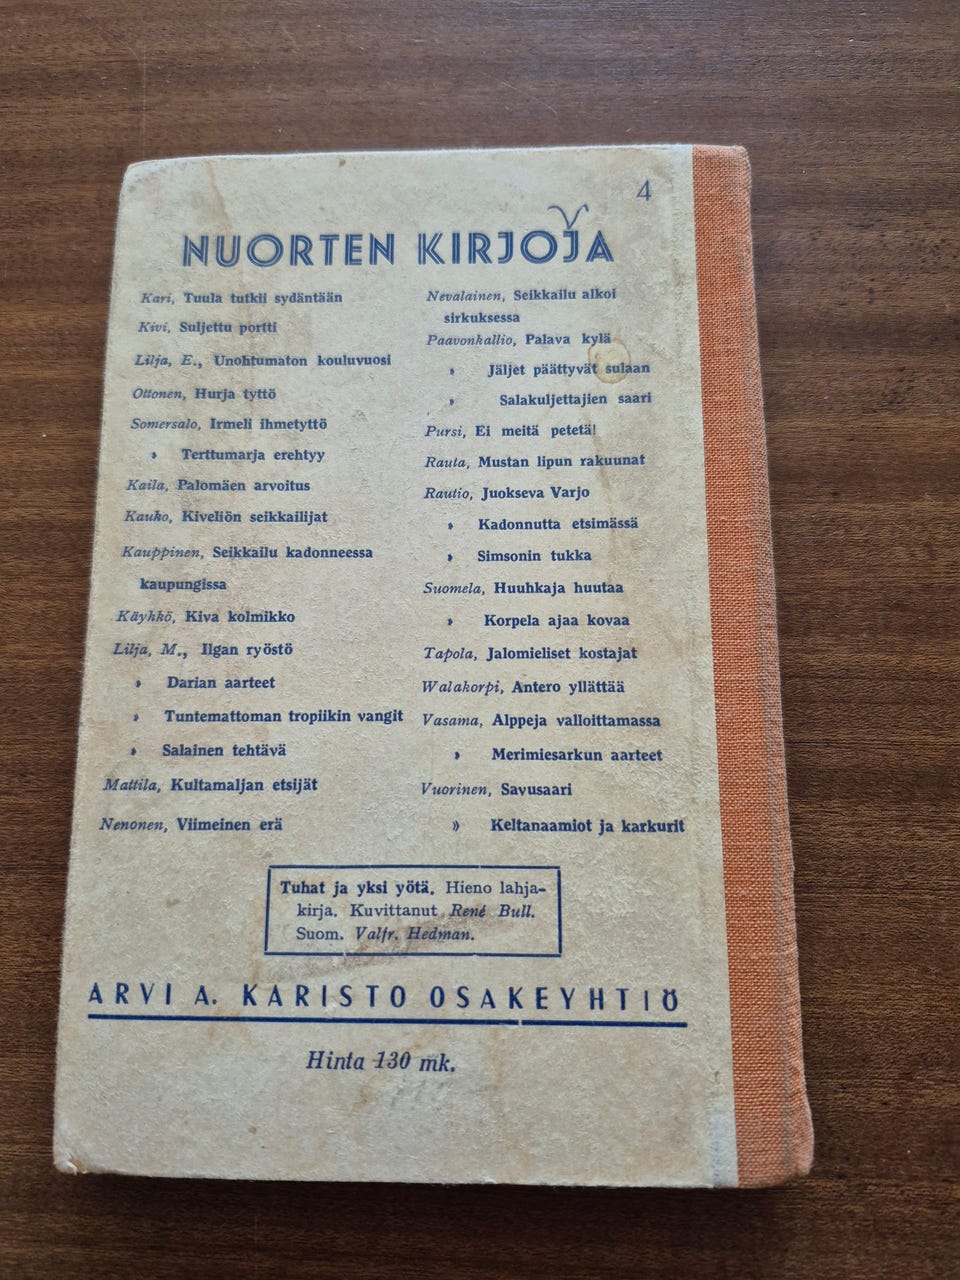 4
NUORTEN KIRJOJA
Kari, Tuula tutkii sydäntään
Kivi, Suljettu portti
Lilja, E., Unohtumaton kouluvuosi
Ottonen, Hurja tyttö
Somersalo, Irmeli ihmetyttö
» Terttumarja erehtyy
Kaila, Palomäen arvoitus
Kauko, Kiveliön seikkailijat
Kauppinen, Seikkailu kadonneessa
kaupungissa
Käyhkö, Kiva kolmikko
Lilja, M., Ilgan ryöstö
» Darian aarteet
» Tuntemattoman tropiikin vangit
» Salainen tehtävä
Mattila, Kultamaljan etsijät
Nenonen, Viimeinen erä
Nevalainen, Seikkailu alkoi
sirkuksessa
Paavonkallio, Palava kylä
» Jäljet päättyvät sulaan
» Salakuljettajien saari
Pursi, Ei meitä petetä!
Rauta, Mustan lipun rakuunat
Rautio, Juokseva Varjo
» Kadonnutta etsimässä
» Simsonin tukka
Suomela, Huuhkaja huutaa
» Korpela ajaa kovaa
Tapola, Jalomieliset kostajat
Walakorpi, Antero yllättää
Vasama, Alppeja valloittamassa
» Merimiesarkun aarteet
Vuorinen, Savusaari
» Keltanaamiot ja karkurit
Tuhat ja yksi yötä. Hieno lahja-
kirja. Kuvittanut René Bull.
Suom. Valfr. Hedman.
ARVI A. KARISTO OSAKEYHTIÖ
Hinta 130 mk.